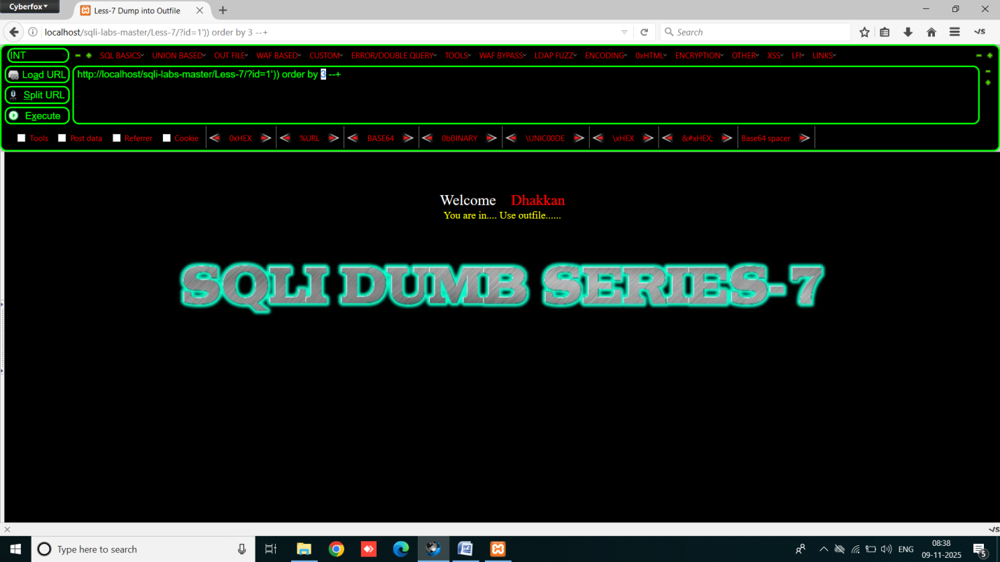 Cyberfox
Less-7 Dump into Outfile
localhost/sqli-labs-master/Less-7/?id=1')) order by 3 --+
Search
INT
SQL BASICS UNION BASED OUT FILE WAF BASED CUSTOM ERROR/DOUBLE QUERY TOOLS WAF BYPASS LDAP FUZZ ENCODING 0xHTML ENCRYPTION OTHER XSS LFI LINKS
Load URL
http://localhost/sqli-labs-master/Less-7/?id=1')) order by 3 --+
Split URL
Execute
Tools Post data Referrer Cookie 0xHEX %URL BASE64 0bBINARY \UNIC00DE \xHEX &#xHEX; Base64 spacer
Welcome Dhakkan
You are in.... Use outfile......
SQLI DUMB SERIES-7
Type here to search
ENG
08:38
09-11-2025
5